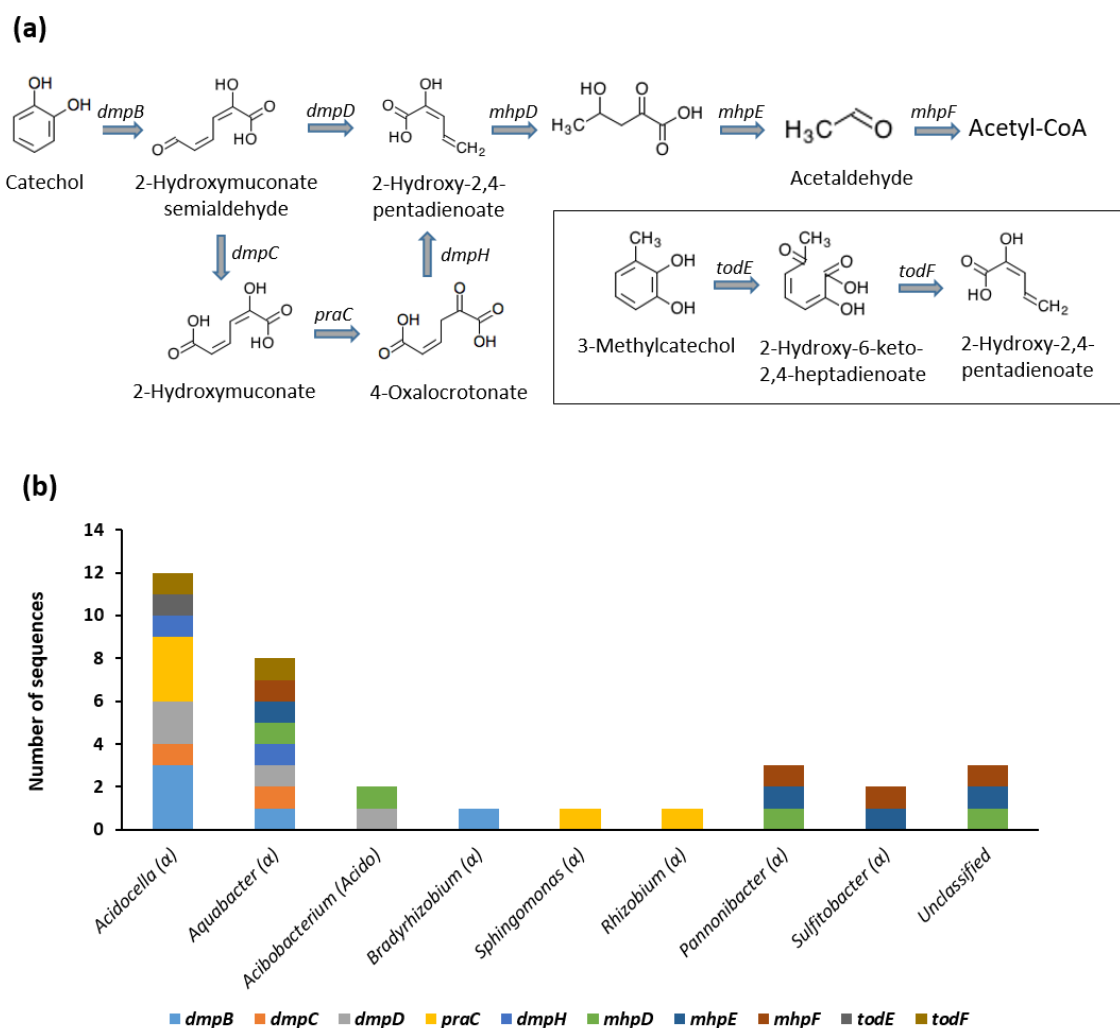 (a)
OH
OH
dmpB
Catechol
OH
O
HO
O
2-Hydroxymuconate
semialdehyde
dmpD
OH
O
HO
CH2
2-Hydroxy-2,4-
pentadienoate
mhpD
HO
O
OH
H3C
O
mhpE
H3C
O
Acetaldehyde
mhpF
Acetyl-CoA
dmpC
dmpH
OH
OH
O
O
HO
2-Hydroxymuconate
praC
O
OH
O
O
OH
4-Oxalocrotonate
CH3
OH
OH
3-Methylcatechol
todE
CH3
O
O
OH
OH
2-Hydroxy-6-keto-
2,4-heptadienoate
todF
OH
O
HO
CH2
2-Hydroxy-2,4-
pentadienoate
(b)
Number of sequences
14
12
10
8
6
4
2
0
Acidocella (α)
Aquabacter (α)
Acibobacterium (Acido)
Bradyrhizobium (α)
Sphingomonas (α)
Rhizobium (α)
Pannonibacter (α)
Sulfitobacter (α)
Unclassified
dmpB dmpC dmpD praC dmpH mhpD mhpE mhpF todE todF